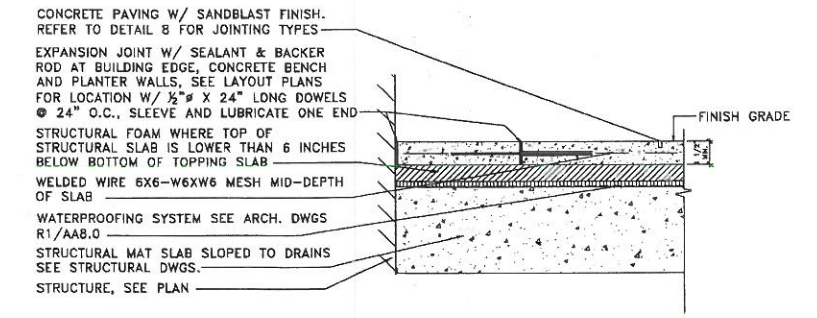 CONCRETE PAVING W/ SANDBLAST FINISH.
REFER TO DETAIL 8 FOR JOINTING TYPES
EXPANSION JOINT W/ SEALANT & BACKER
ROD AT BUILDING EDGE, CONCRETE BENCH
AND PLANTER WALLS, SEE LAYOUT PLANS
FOR LOCATION W/ ½"ø X 24" LONG DOWELS
@ 24" O.C., SLEEVE AND LUBRICATE ONE END
FINISH GRADE
STRUCTURAL FOAM WHERE TOP OF
STRUCTURAL SLAB IS LOWER THAN 6 INCHES
BELOW BOTTOM OF TOPPING SLAB
WELDED WIRE 6X6-W6XW6 MESH MID-DEPTH
OF SLAB
WATERPROOFING SYSTEM SEE ARCH. DWGS
R1/AA8.0
STRUCTURAL MAT SLAB SLOPED TO DRAINS
SEE STRUCTURAL DWGS.
STRUCTURE, SEE PLAN